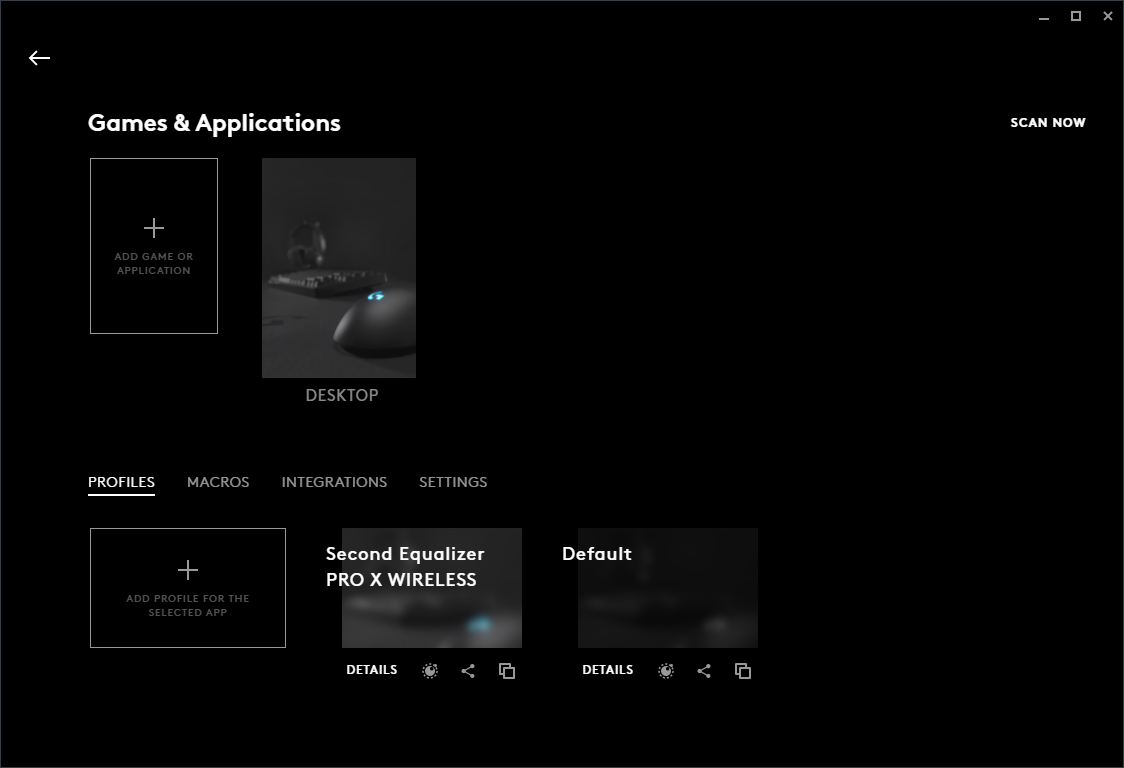 Games & Applications
SCAN NOW
ADD GAME OR
APPLICATION
DESKTOP
PROFILES
MACROS
INTEGRATIONS
SETTINGS
ADD PROFILE FOR THE
SELECTED APP
Second Equalizer
PRO X WIRELESS
Default
DETAILS
DETAILS